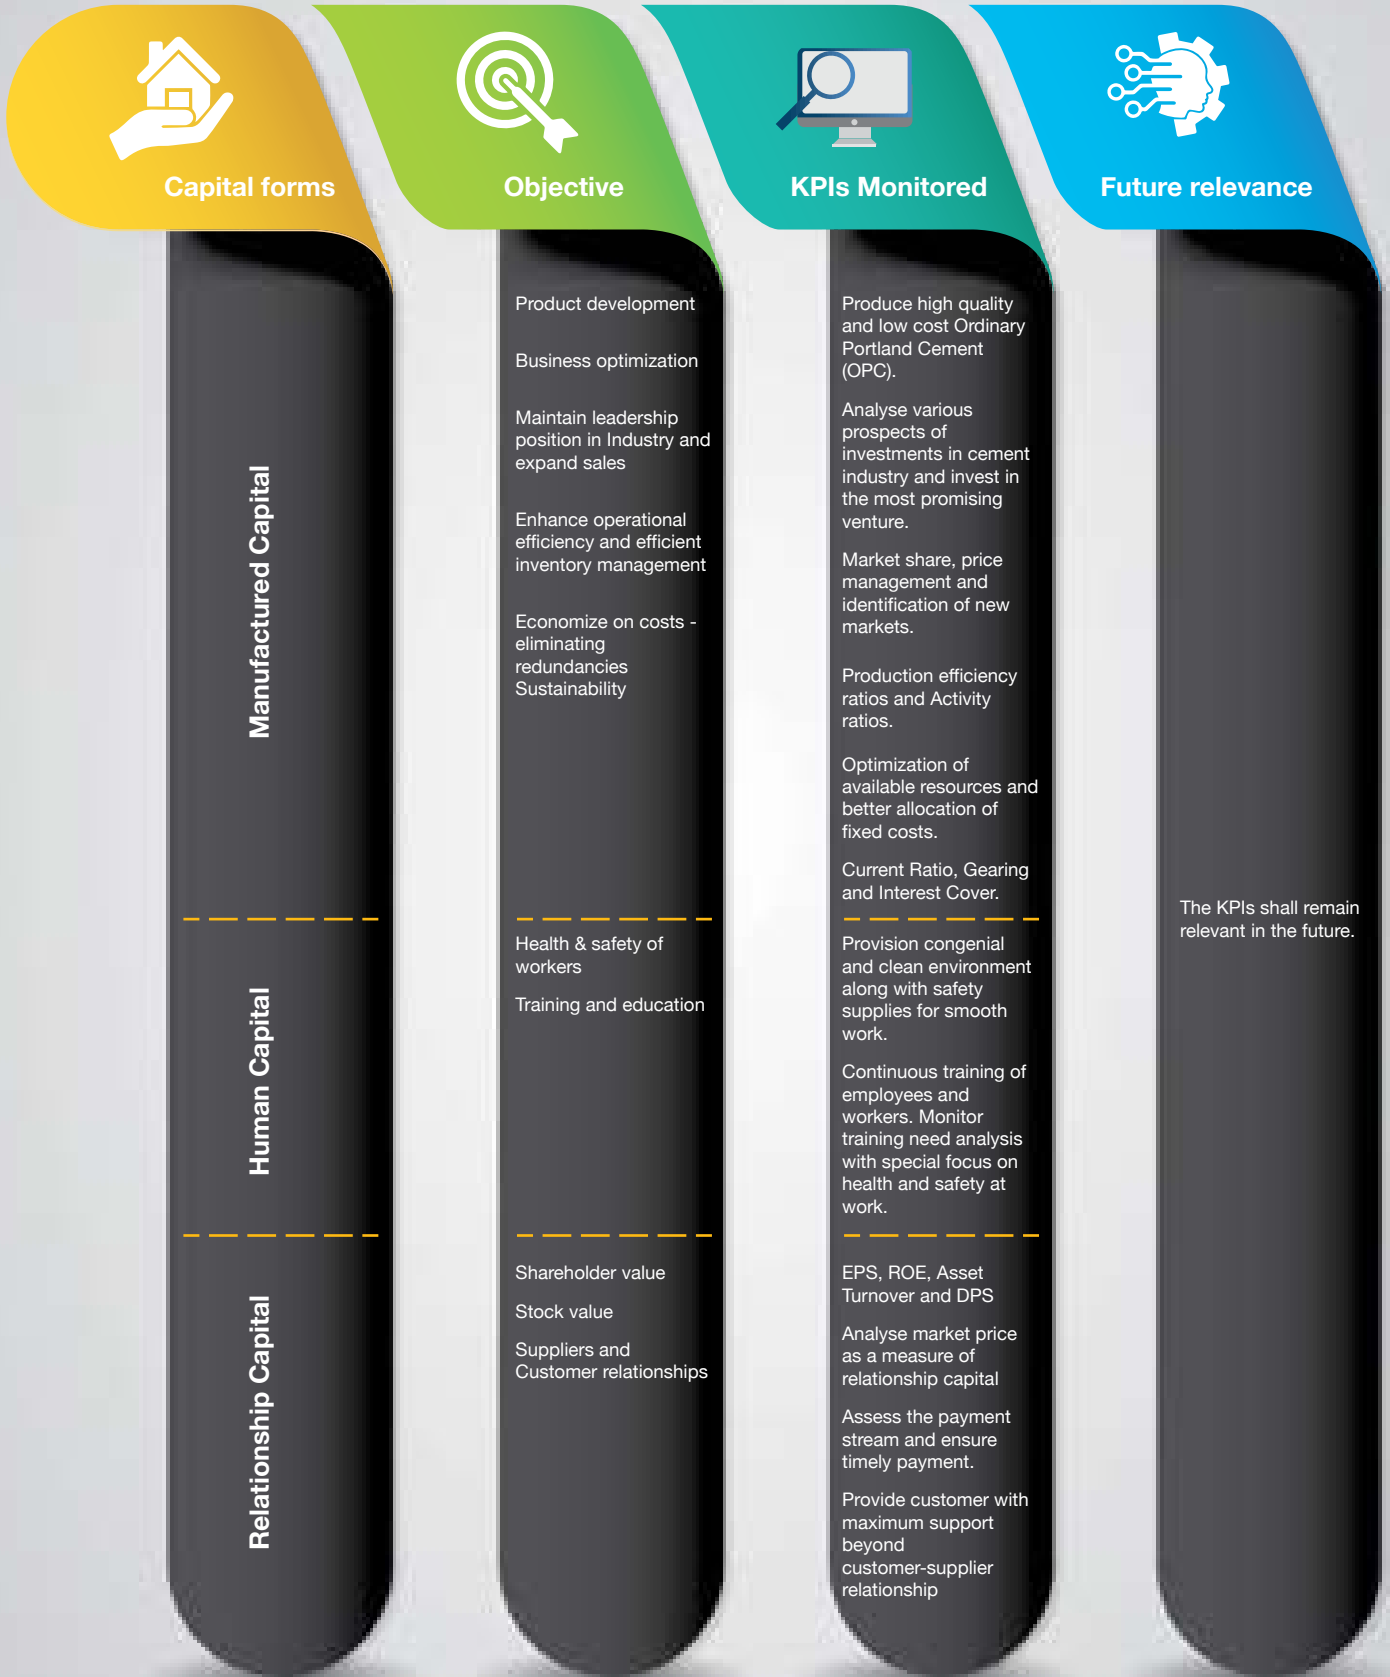 Capital forms
Objective
KPIs Monitored
Future relevance
Manufactured Capital
Product development
Business optimization
Maintain leadership
position in Industry and
expand sales
Enhance operational
efficiency and efficient
inventory management
Economize on costs -
eliminating
redundancies
Sustainability
Produce high quality
and low cost Ordinary
Portland Cement
(OPC).
Analyse various
prospects of
investments in cement
industry and invest in
the most promising
venture.
Market share, price
management and
identification of new
markets.
Production efficiency
ratios and Activity
ratios.
Optimization of
available resources and
better allocation of
fixed costs.
Current Ratio, Gearing
and Interest Cover.
Human Capital
Health & safety of
workers
Training and education
Provision congenial
and clean environment
along with safety
supplies for smooth
work.
Continuous training of
employees and
workers. Monitor
training need analysis
with special focus on
health and safety at
work.
Relationship Capital
Shareholder value
Stock value
Suppliers and
Customer relationships
EPS, ROE, Asset
Turnover and DPS
Analyse market price
as a measure of
relationship capital
Assess the payment
stream and ensure
timely payment.
Provide customer with
maximum support
beyond
customer-supplier
relationship
The KPIs shall remain
relevant in the future.